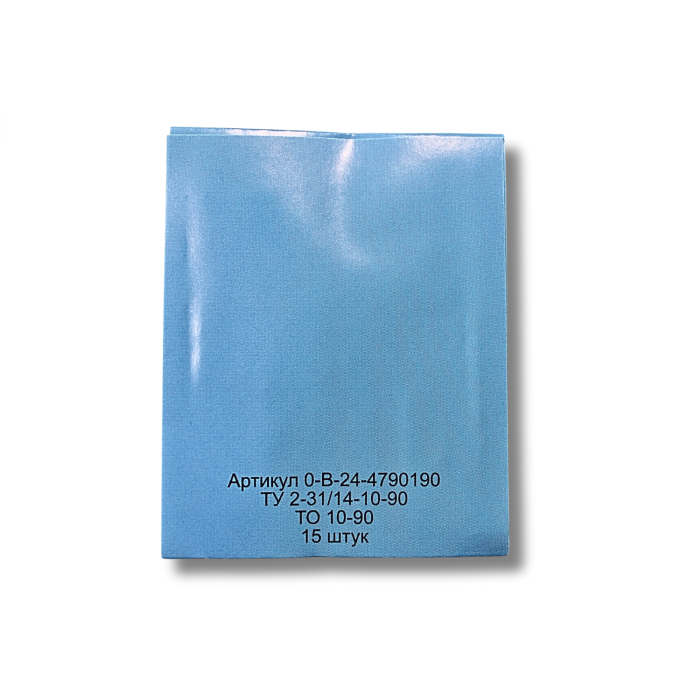 Артикул 0-В-24-4790190
ТУ 2-31/14-10-90
ТО 10-90
15 штук